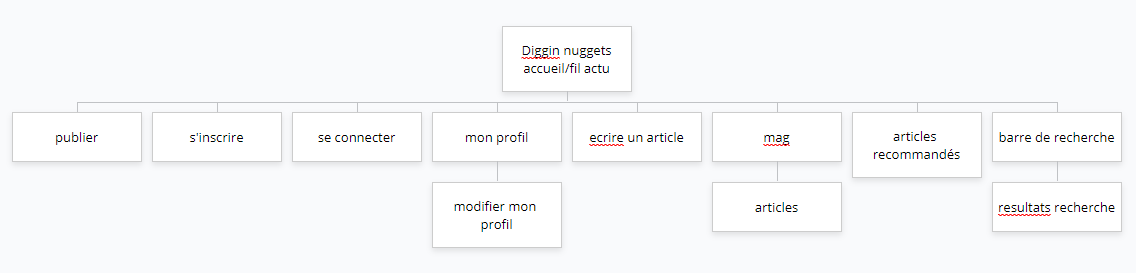 Diggin nuggets
accueil/fil actu
publier
s'inscrire
se connecter
mon profil
ecrire un article
mag
articles
recommandés
barre de recherche
modifier mon
profil
articles
resultats recherche